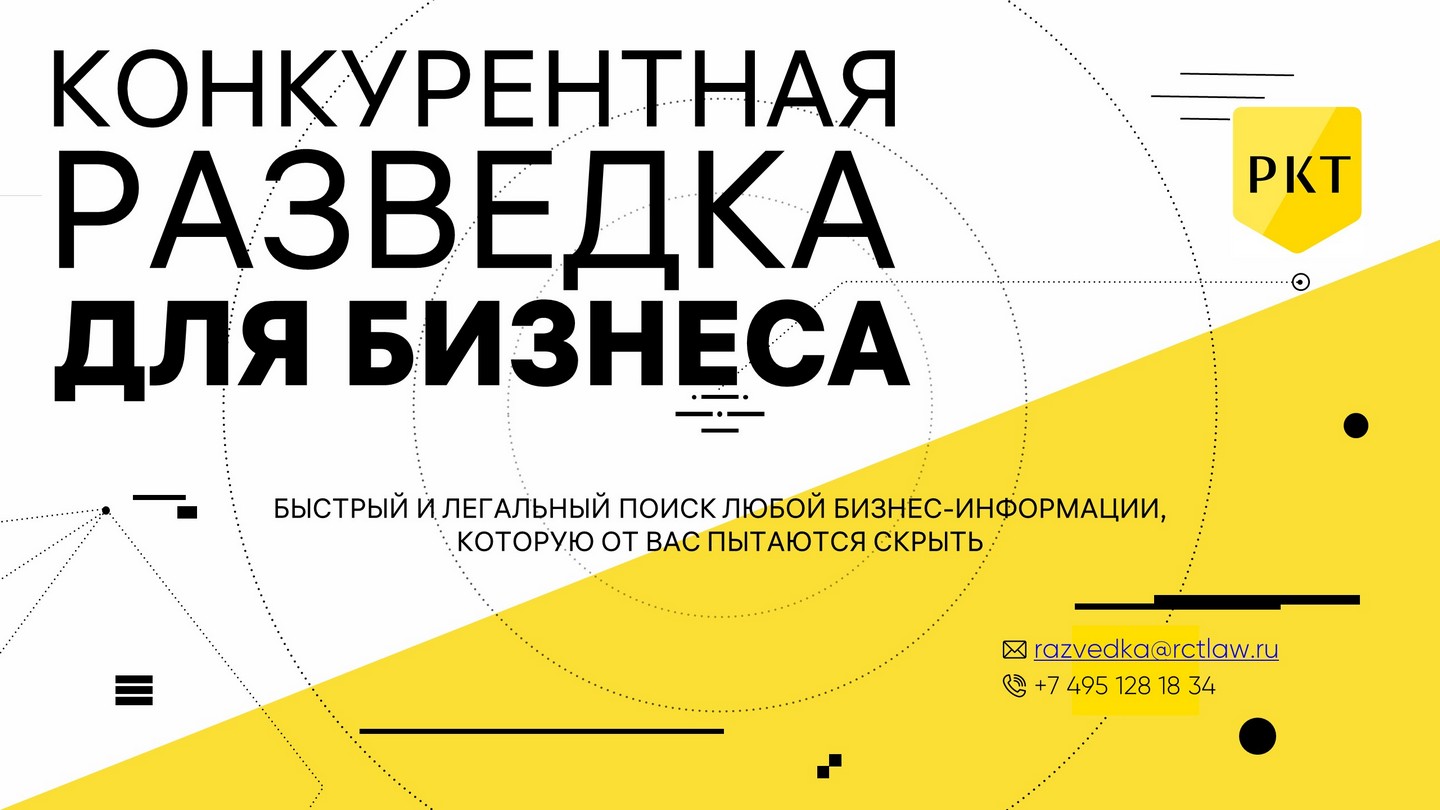 КОНКУРЕНТНАЯ
РАЗВЕДКА
ДЛЯ БИЗНЕСА
РКТ
БЫСТРЫЙ И ЛЕГАЛЬНЫЙ ПОИСК ЛЮБОЙ БИЗНЕС-ИНФОРМАЦИИ,
КОТОРУЮ ОТ ВАС ПЫТАЮТСЯ СКРЫТЬ
razvedka@rctlaw.ru
+7 495 128 18 34